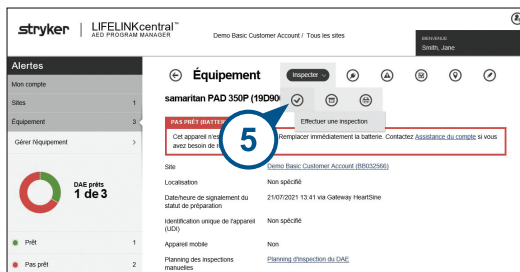 stryker
LIFELINKcentral™
AED PROGRAM MANAGER
Demo Basic Customer Account / Tous les sites
BIENVENUE
Smith, Jane
Alertes
Mon compte
Sites 1
Équipement 3
Gérer l'équipement
DAE prêts
1 de 3
Prêt 1
Pas prêt 2
Équipement
Inspecter
samaritan PAD 350P (19D900
Effectuer une inspection
PAS PRÊT (BATTER
5
Cet appareil n'es Remplacer immédiatement la batterie. Contactez Assistance du compte si vous
avez besoin de
Site Demo Basic Customer Account (BB032566)
Localisation Non spécifié
Date/heure de signalement du
statut de préparation
21/07/2021 13:41 via Gateway HeartSine
Identification unique de l'appareil
(UDI)
Non spécifié
Appareil mobile Non
Planning des inspections
manuelles
Planning d'inspection du DAE